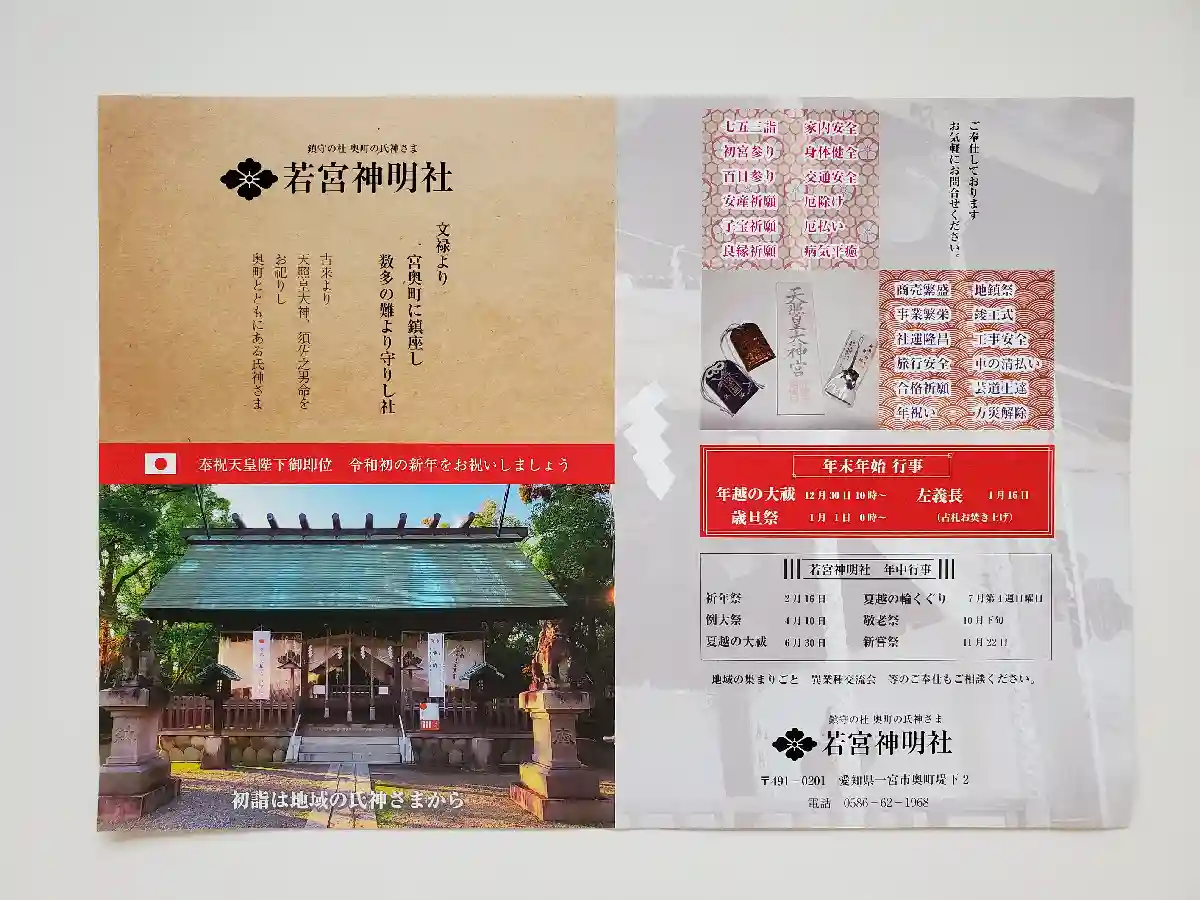 鎮守の杜 奥町の氏神さま
若宮神明社
文禄より
一宮奥町に鎮座し
数多の難より守りし社
古来より
天照皇大神、須佐之男命を
お祀りし
奥町とともにある氏神さま
奉祝天皇陛下御即位 令和初の新年をお祝いしましょう
初詣は地域の氏神さまから
ご奉仕しております
お気軽にお問合せください。
七五三詣 家内安全
初宮参り 身体健全
百日参り 交通安全
安産祈願 厄除け
子宝祈願 厄払い
良縁祈願 病気平癒
天照皇大神宮
商売繁盛 地鎮祭
事業繁栄 竣工式
社運隆昌 工事安全
旅行安全 車の清払い
合格祈願 芸道上達
年祝い 方災解除
年末年始 行事
年越の大祓 12月30日10時~ 左義長 1月15日
歳旦祭 1月 1日 0時~ (古札お焚き上げ)
若宮神明社 年中行事
祈年祭 2月16日 夏越の輪くぐり 7月第4週日曜日
例大祭 4月10日 敬老祭 10月下旬
夏越の大祓 6月30日 新嘗祭 11月22日
地域の集まりごと 異業種交流会 等のご奉仕もご相談ください。
鎮守の杜 奥町の氏神さま
若宮神明社
〒491-0201 愛知県一宮市奥町堤下2
電話 0586-62-1968